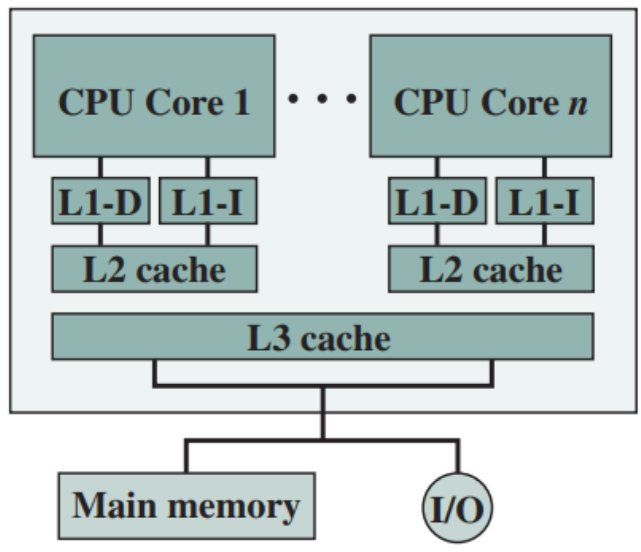 CPU Core 1
• • •
CPU Core n
L1-D
L1-I
L1-D
L1-I
L2 cache
L2 cache
L3 cache
Main memory
I/O